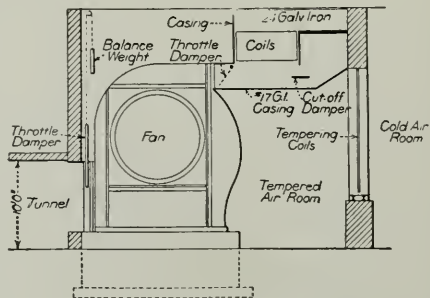 Casing
24 Galv Iron
Balance
Weight
Throttle
Damper
Coils
#17 G.I.
Casing
Cut-off
Damper
Throttle
Damper
Fan
Tempering
Coils
Cold Air
Room
Tunnel
10'0"
Tempered
Air Room